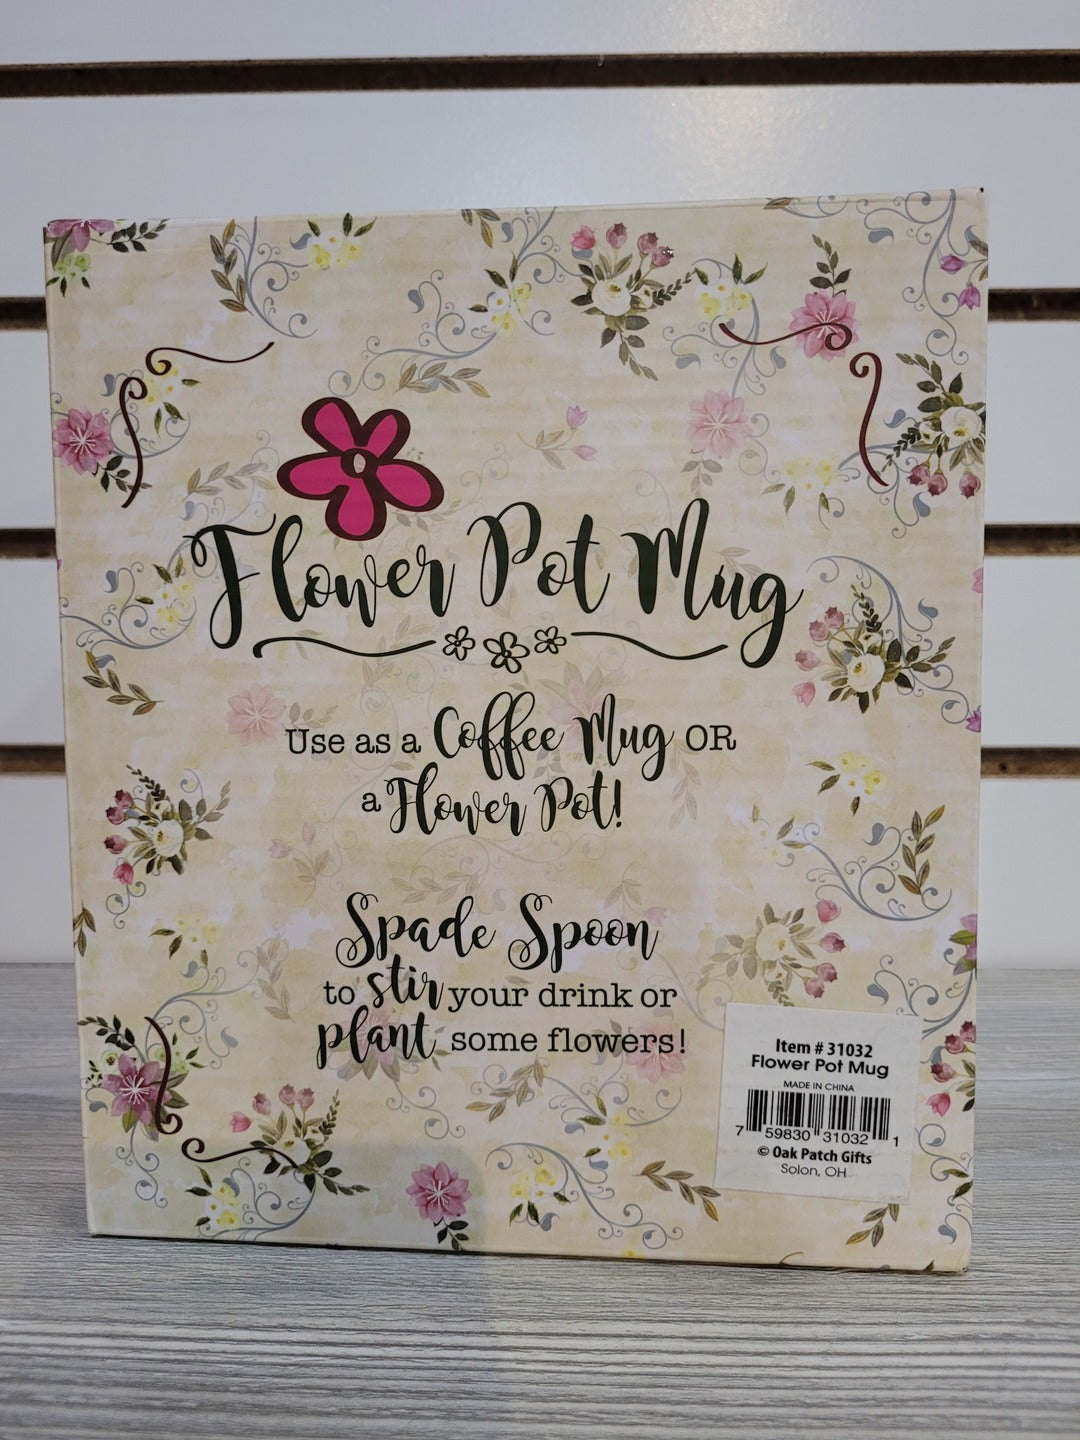 Flower Pot Mug
Use as a Coffee Mug OR
a Flower Pot!
Spade Spoon
to stir your drink or
plant some flowers!
Item # 31032
Flower Pot Mug
MADE IN CHINA
7 59830 31032 1
© Oak Patch Gifts
Solon, OH